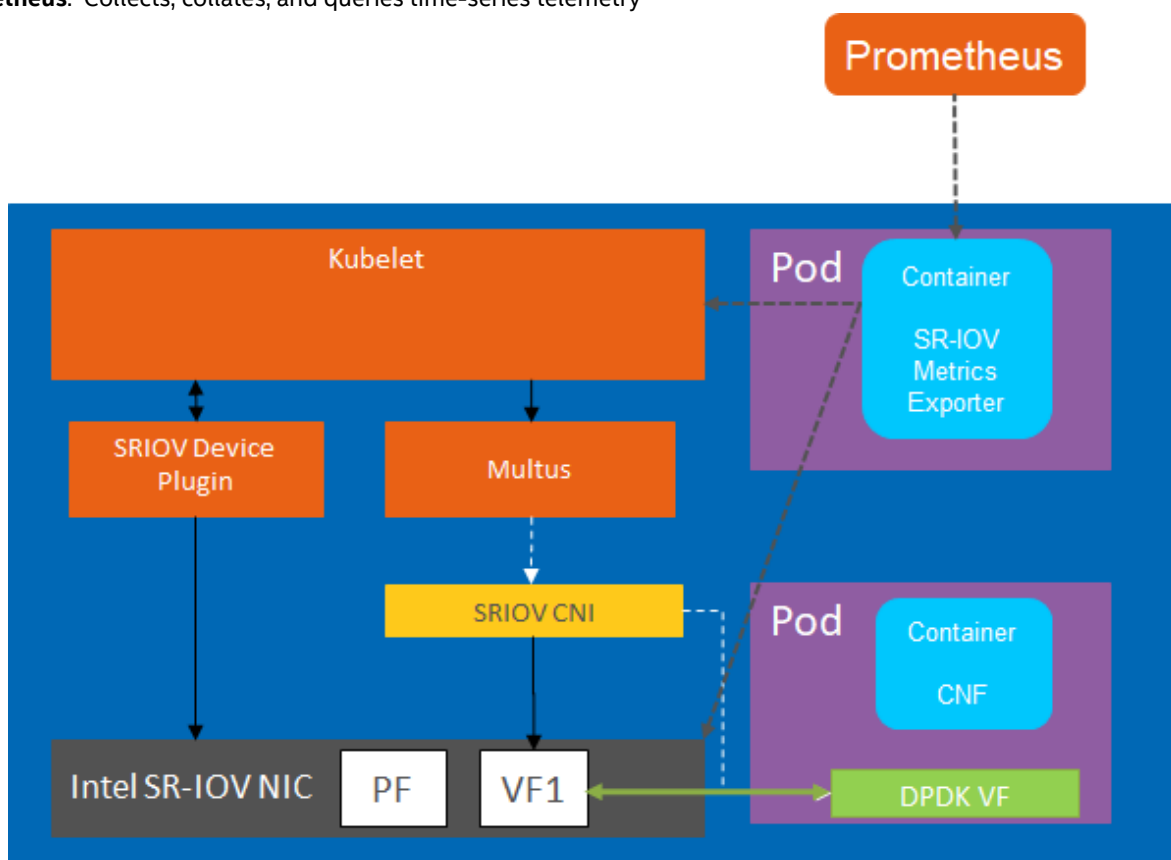 etheus: Collects, collates, and queries time-series telemetry
Prometheus
Kubelet
Pod
Container
SR-IOV
Metrics
Exporter
SRIOV Device
Plugin
Multus
SRIOV CNI
Pod
Container
CNF
Intel SR-IOV NIC
PF
VF1
DPDK VF